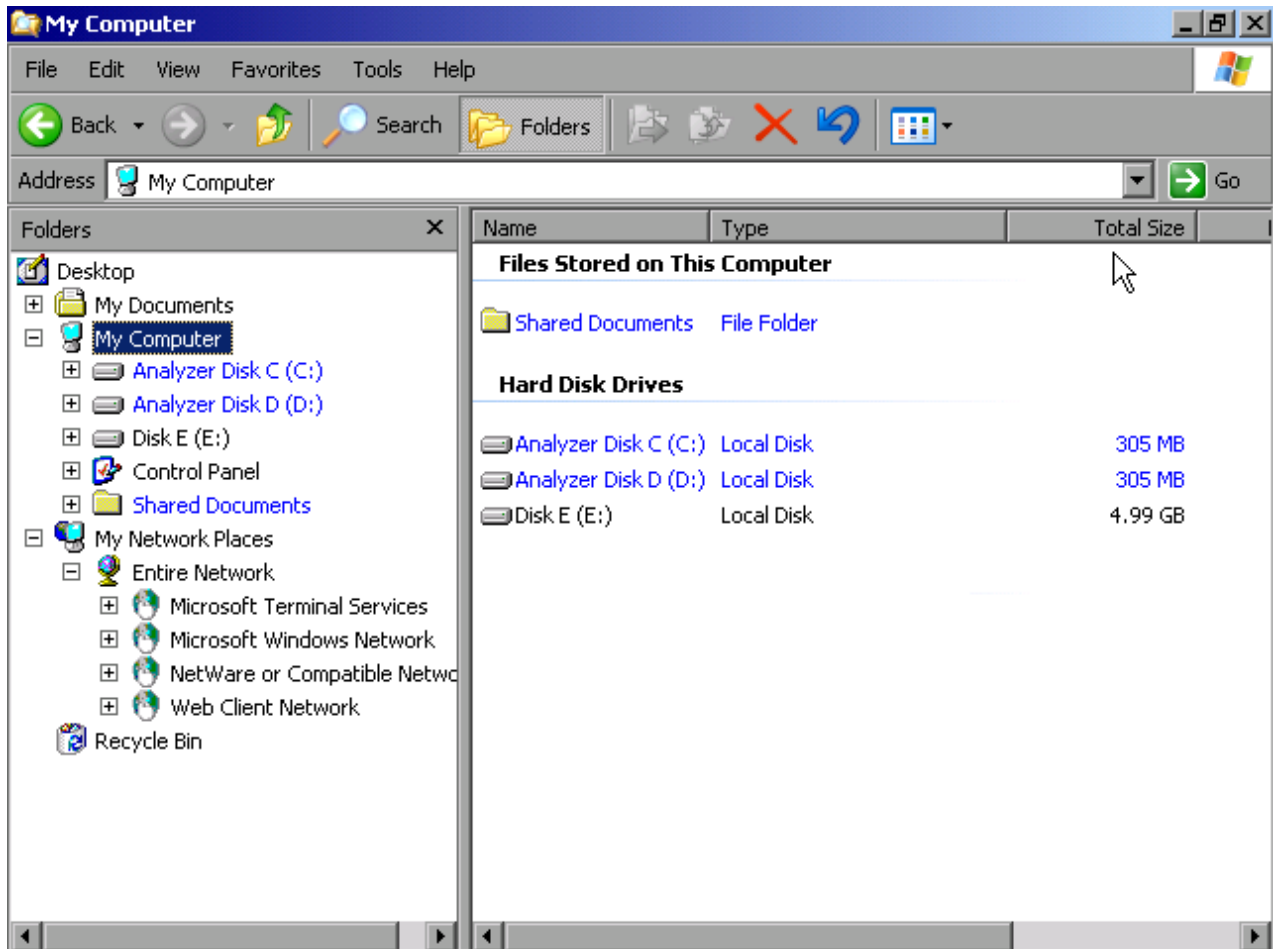 My Computer
File Edit View Favorites Tools Help
Back Search Folders
Address My Computer Go
Folders
Desktop
My Documents
My Computer
Analyzer Disk C (C:)
Analyzer Disk D (D:)
Disk E (E:)
Control Panel
Shared Documents
My Network Places
Entire Network
Microsoft Terminal Services
Microsoft Windows Network
NetWare or Compatible Netwo
Web Client Network
Recycle Bin
Name Type Total Size
Files Stored on This Computer
Shared Documents File Folder
Hard Disk Drives
Analyzer Disk C (C:) Local Disk 305 MB
Analyzer Disk D (D:) Local Disk 305 MB
Disk E (E:) Local Disk 4.99 GB